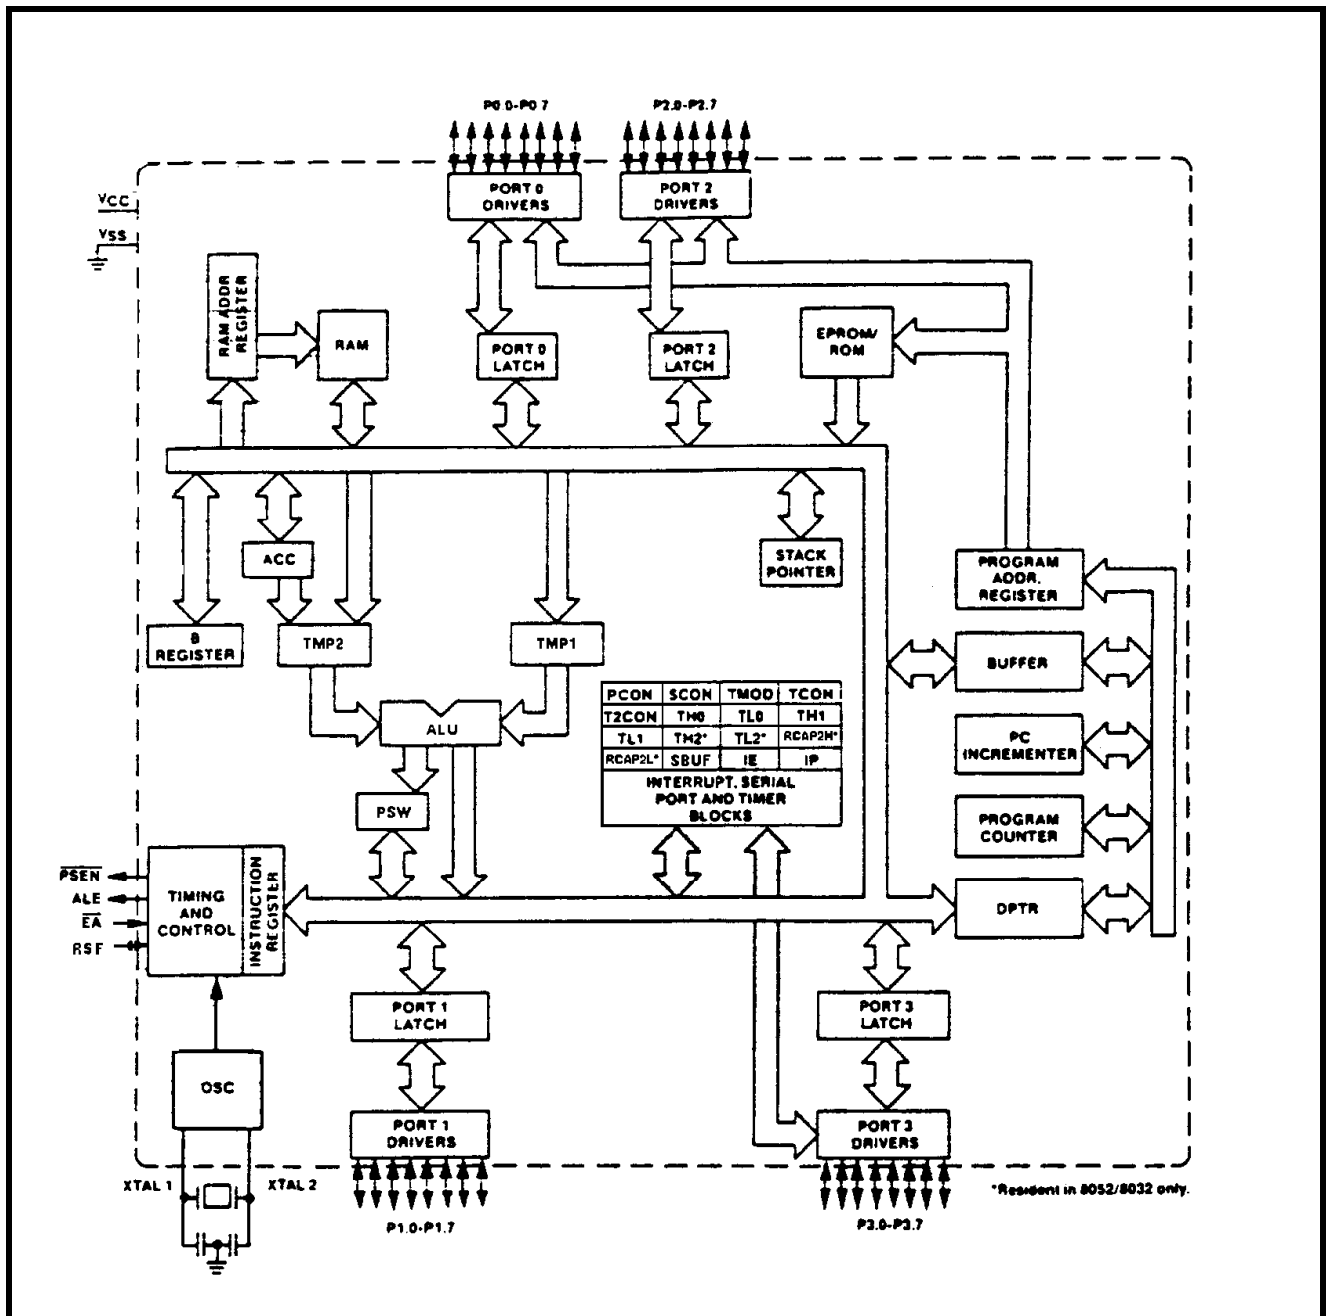 P0.0-P0.7
P2.0-P2.7
PORT 0
DRIVERS
PORT 2
DRIVERS
VCC
VSS
RAM ADDR
REGISTER
RAM
PORT 0
LATCH
PORT 2
LATCH
EPROM/
ROM
ACC
STACK
POINTER
PROGRAM
ADDR.
REGISTER
B
REGISTER
TMP2
TMP1
BUFFER
ALU
PCON SCON TMOD TCON
T2CON TH0 TL0 TH1
TL1 TH2* TL2* RCAP2H*
RCAP2L* SBUF IE IP
INTERRUPT, SERIAL
PORT AND TIMER
BLOCKS
PC
INCREMENTER
PSW
PROGRAM
COUNTER
PSEN
ALE
EA
RSF
TIMING
AND
CONTROL
INSTRUCTION
REGISTER
DPTR
PORT 1
LATCH
PORT 3
LATCH
OSC
PORT 1
DRIVERS
PORT 3
DRIVERS
XTAL 1
XTAL 2
*Resident in 8052/8032 only.
P1.0-P1.7
P3.0-P3.7